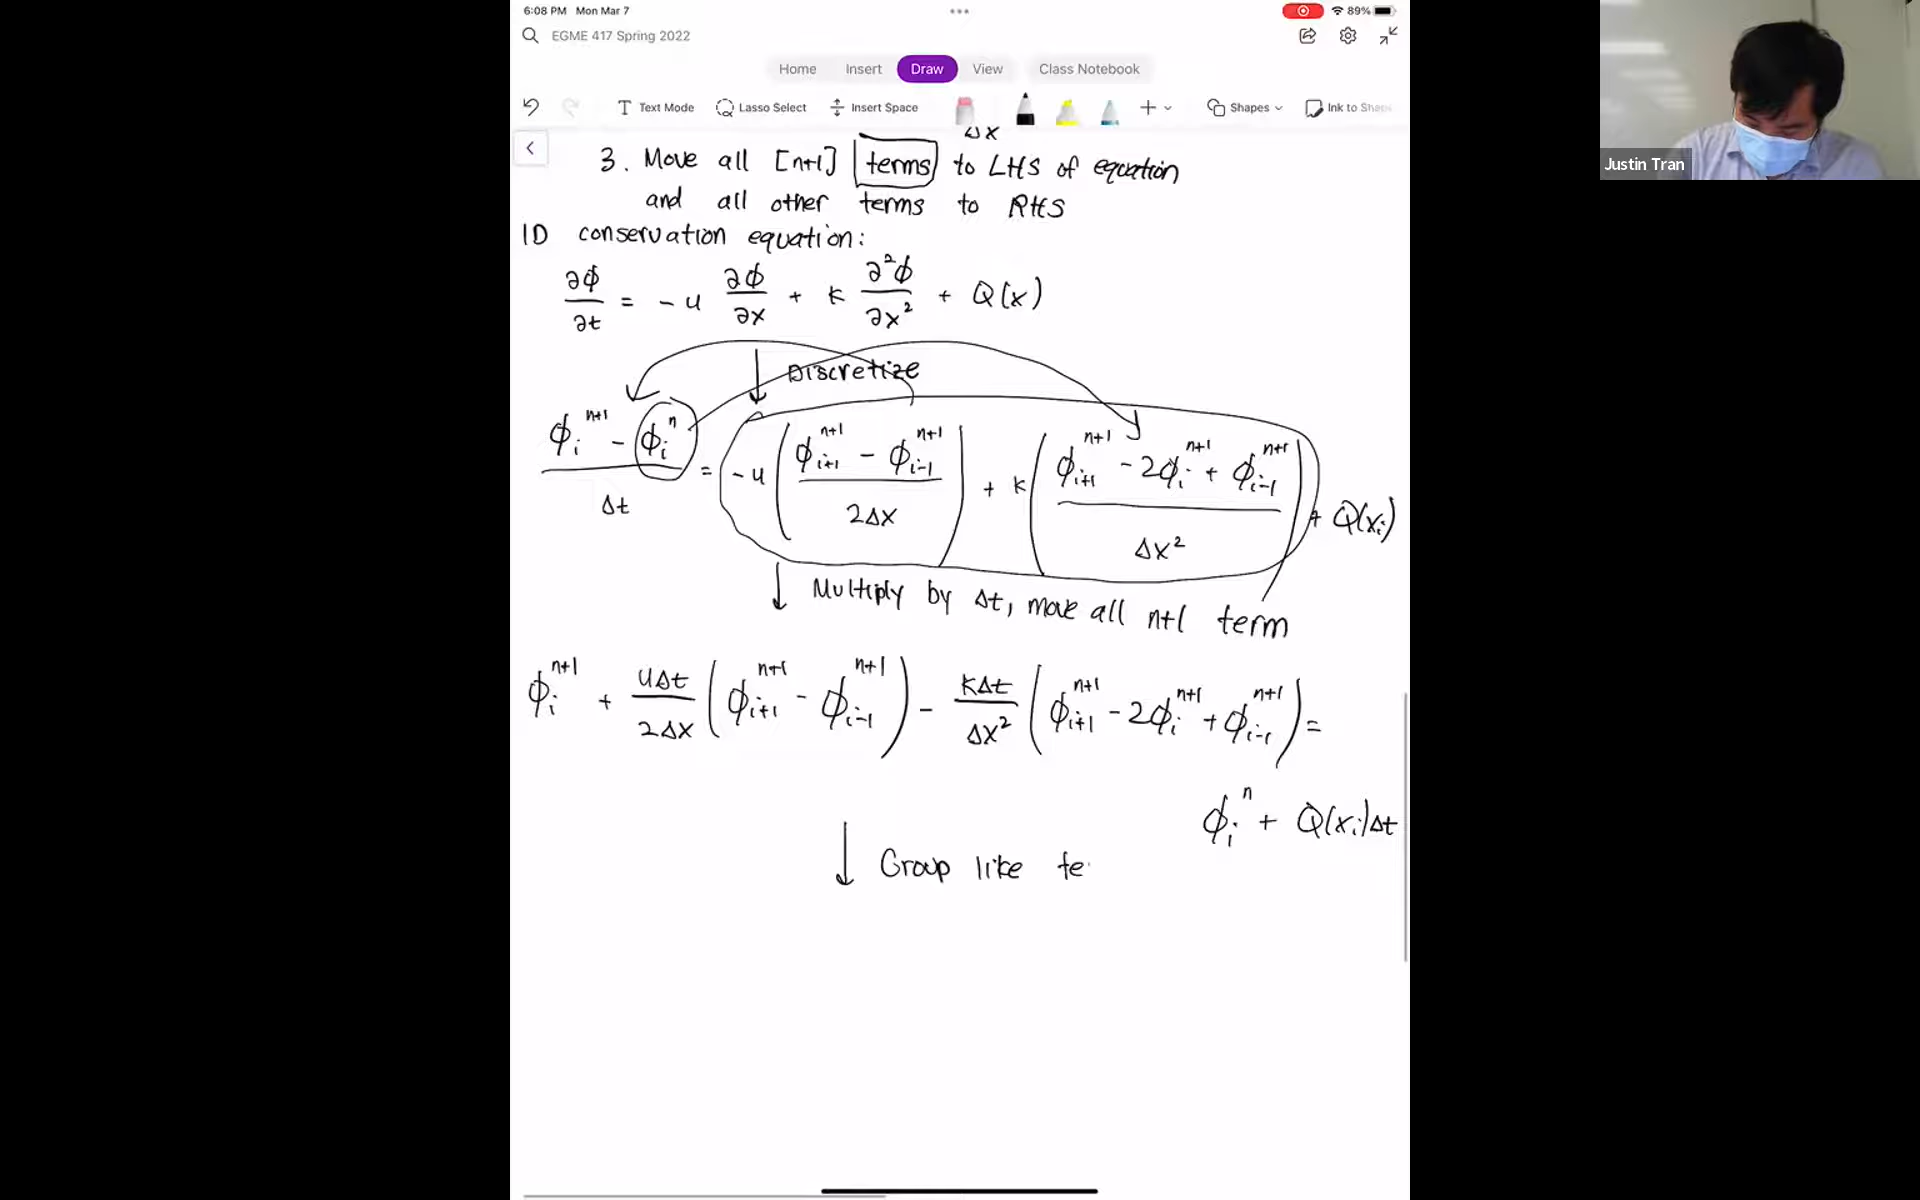 6:08 PM Mon Mar 7
89%
EGME 417 Spring 2022
Home Insert Draw View Class Notebook
Text Mode Lasso Select Insert Space Shapes Ink to Shape
Δx
3. Move all [n+1] terms to LHS of equation
and all other terms to RHS
1D conservation equation:
∂ϕ/∂t = -u ∂ϕ/∂x + k ∂²ϕ/∂x² + Q(x)
↓ Discretize
(ϕ_i^{n+1} - ϕ_i^n)/Δt = -u((ϕ_{i+1}^{n+1} - ϕ_{i-1}^{n+1})/(2Δx)) + k((ϕ_{i+1}^{n+1} - 2ϕ_i^{n+1} + ϕ_{i-1}^{n+1})/Δx²) + Q(x_i)
↓ Multiply by Δt, move all n+1 term
ϕ_i^{n+1} + uΔt/(2Δx) (ϕ_{i+1}^{n+1} - ϕ_{i-1}^{n+1}) - kΔt/Δx² (ϕ_{i+1}^{n+1} - 2ϕ_i^{n+1} + ϕ_{i-1}^{n+1}) =
ϕ_i^n + Q(x_i)Δt
↓ Group like te
Justin Tran